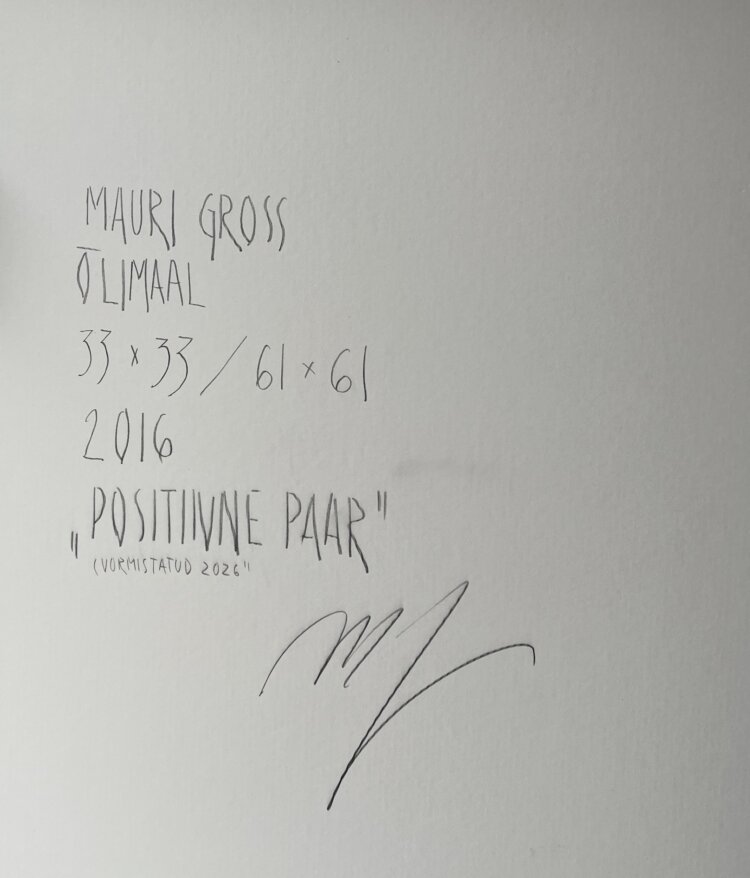 MAURI GROSS
ÕLIMAAL
33 x 33 / 61 x 61
2016
„POSITIIVNE PAAR"
(VORMISTATUD 2026"